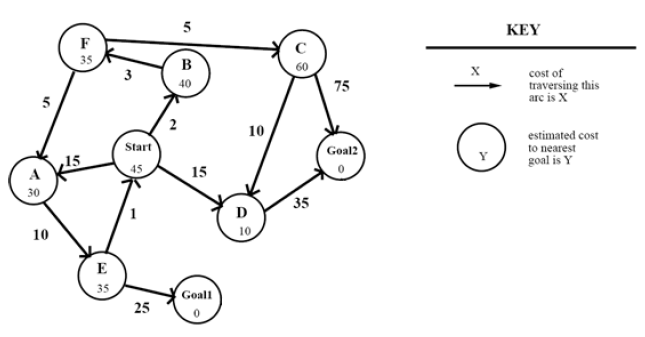 5
F
35
C
60
KEY
B
40
3
X
cost of
traversing this
arc is X
75
5
2
Start
45
10
estimated cost
to nearest
goal is Y
Y
Goal2
0
15
A
30
15
D
10
35
10
1
E
35
25
Goal1
0